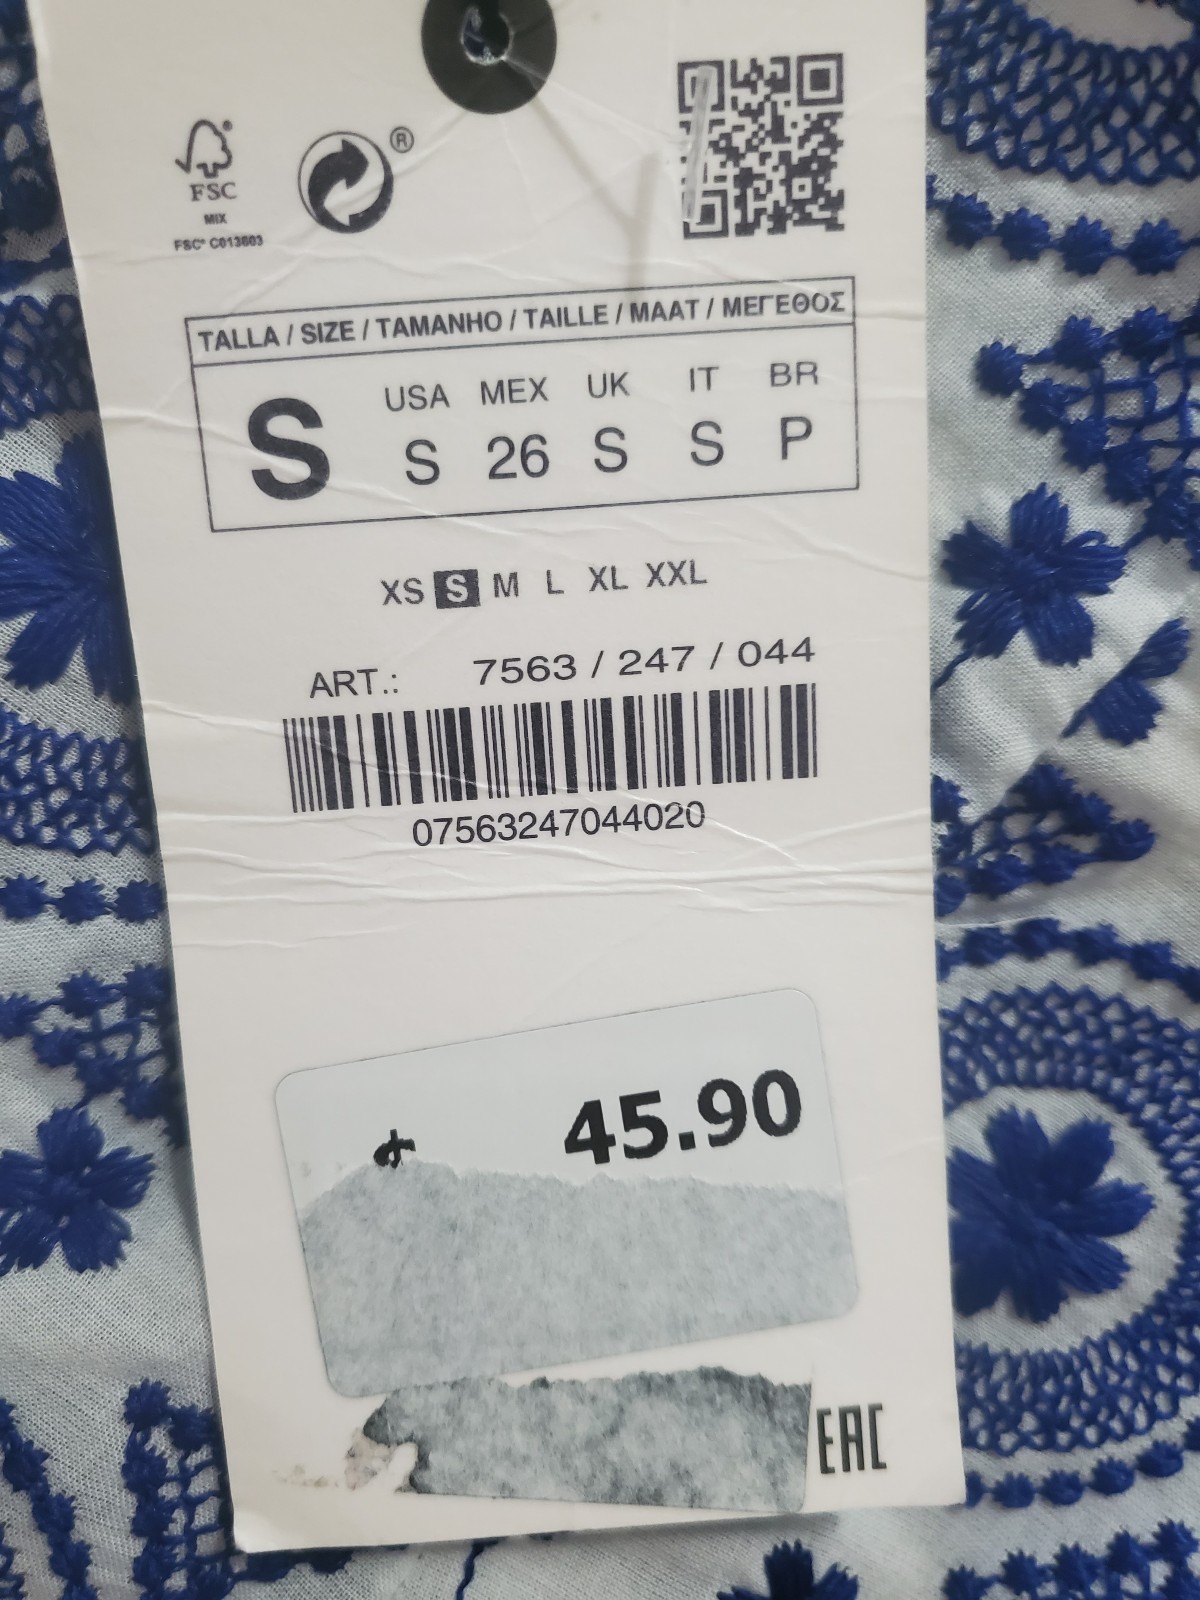 FSC
MIX
FSC® C013603
®
TALLA / SIZE / TAMANHO / TAILLE / MAAT / ΜΕΓΕΘΟΣ
S
USA MEX UK IT BR
S 26 S S P
XS S M L XL XXL
ART.: 7563 / 247 / 044
07563247044020
45.90
EAC